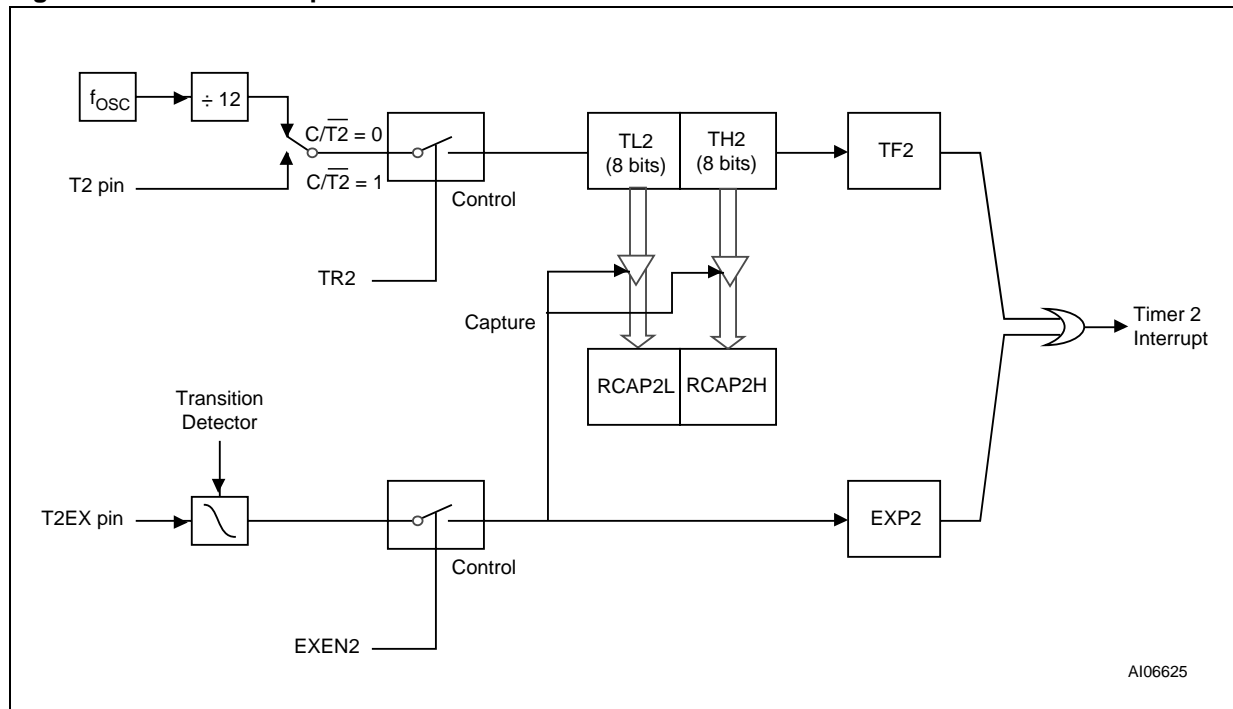 fOSC
÷ 12
C/T2 = 0
C/T2 = 1
T2 pin
Control
TR2
TL2
(8 bits)
TH2
(8 bits)
TF2
Capture
RCAP2L
RCAP2H
Timer 2
Interrupt
Transition
Detector
T2EX pin
Control
EXEN2
EXP2
AI06625